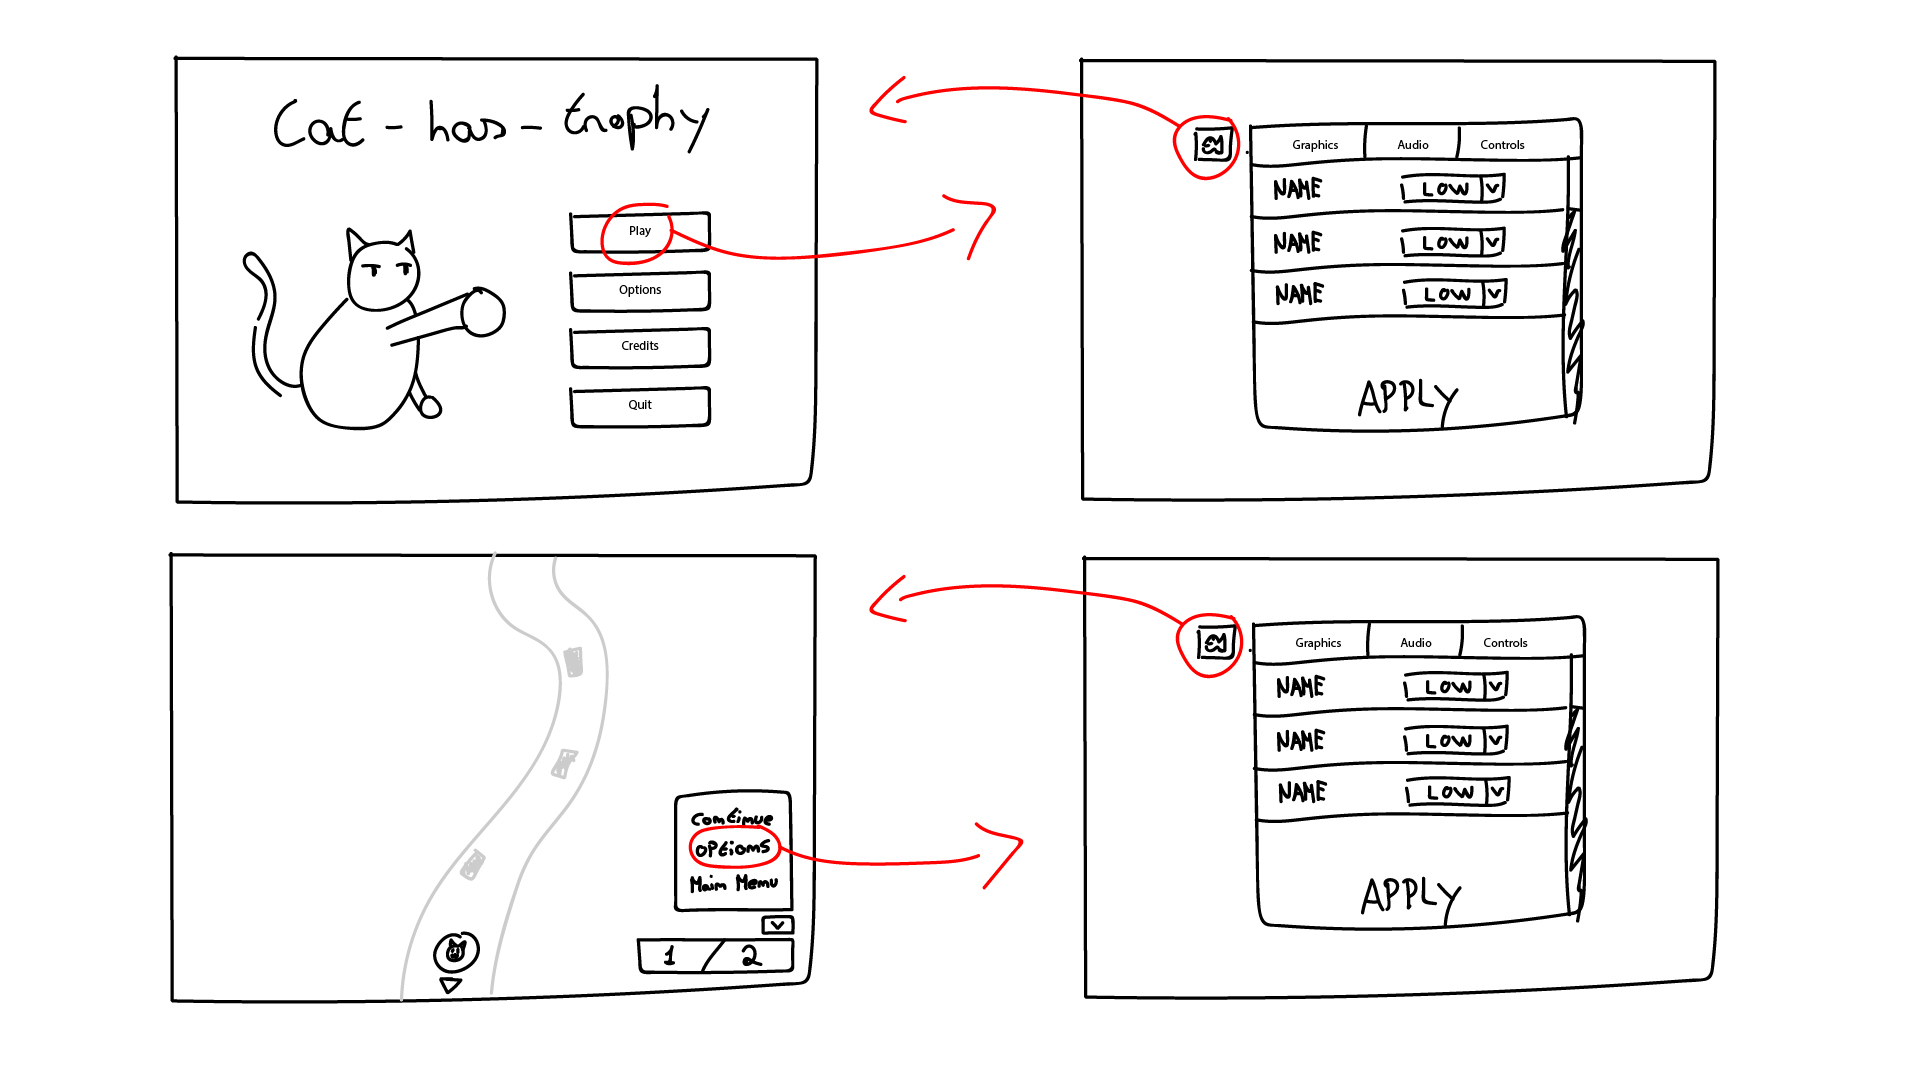 Cat - has - trophy
Play
Options
Credits
Quit
Graphics Audio Controls
NAME LOW
NAME LOW
NAME LOW
APPLY
Continue
Options
Main Menu
1 / 2
Graphics Audio Controls
NAME LOW
NAME LOW
NAME LOW
APPLY